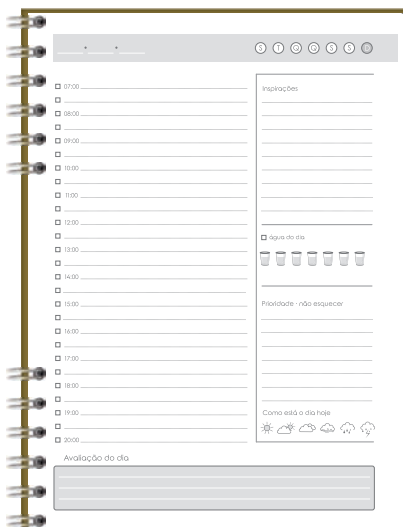 S T Q Q S S D
07:00
08:00
09:00
10:00
11:00
12:00
13:00
14:00
15:00
16:00
17:00
18:00
19:00
20:00
Inspirações
água do dia
Prioridade - não esquecer
Como está o dia hoje
Avaliação do dia